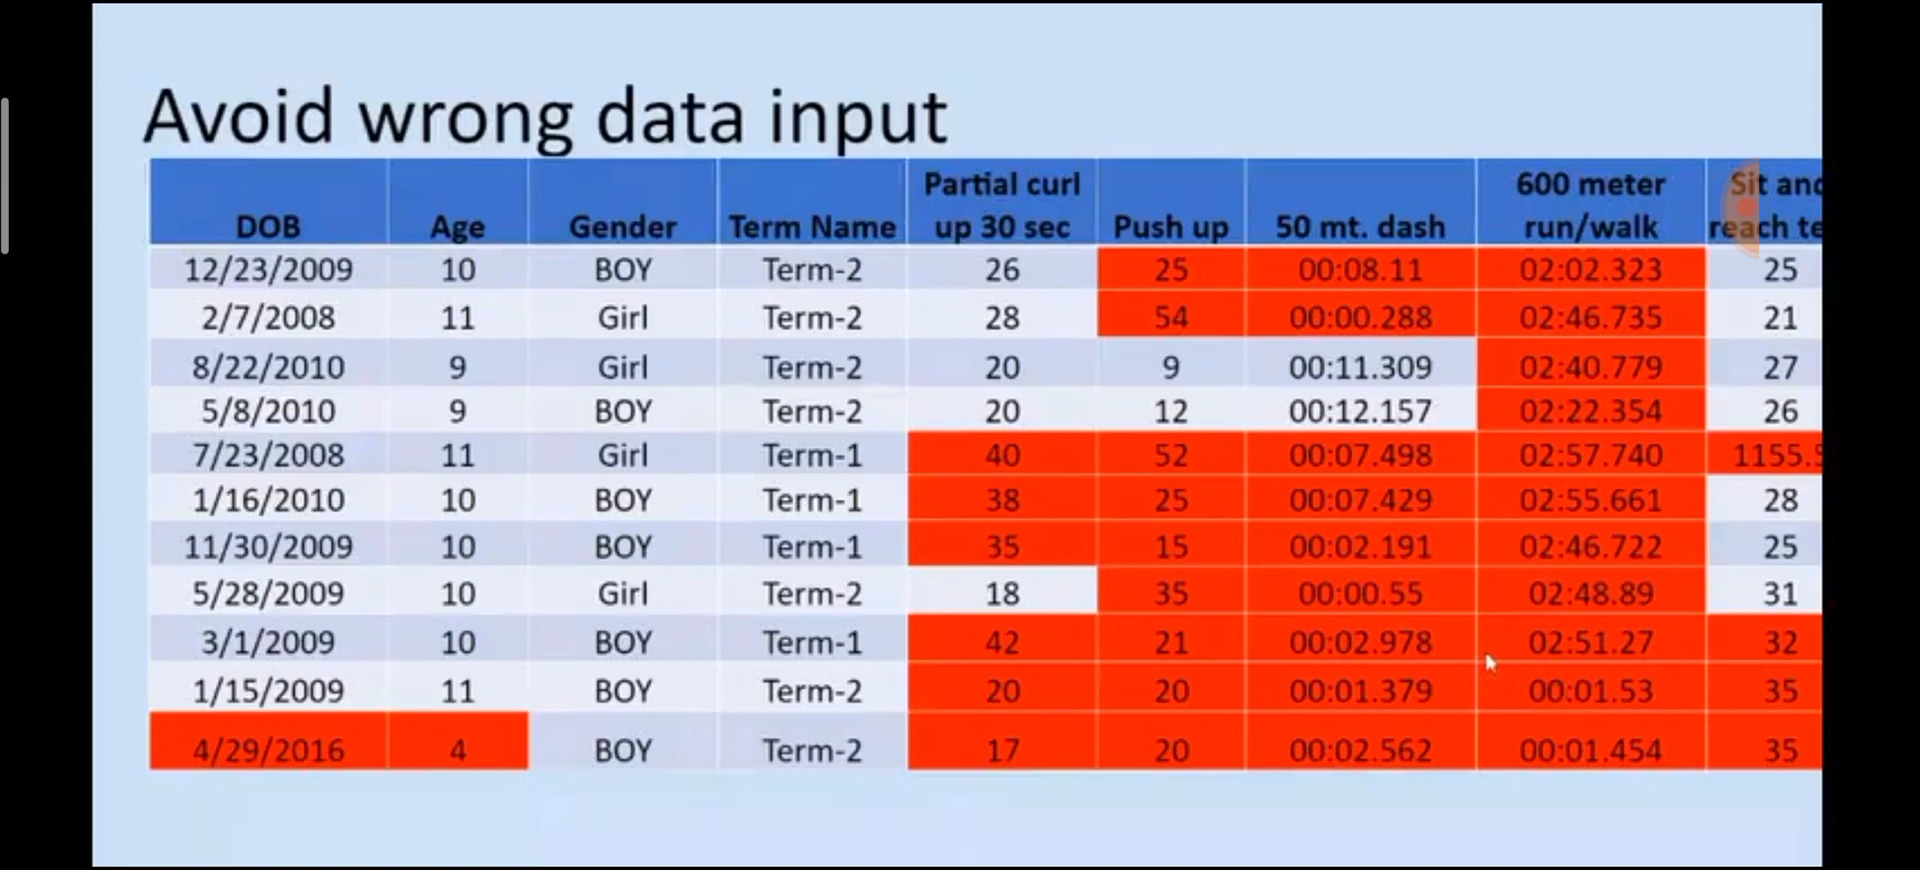 Avoid wrong data input
DOB Age Gender Term Name Partial curl up 30 sec Push up 50 mt. dash 600 meter run/walk Sit and reach
12/23/2009 10 BOY Term-2 26 25 00:08.11 02:02.323 25
2/7/2008 11 Girl Term-2 28 54 00:00.288 02:46.735 21
8/22/2010 9 Girl Term-2 20 9 00:11.309 02:40.779 27
5/8/2010 9 BOY Term-2 20 12 00:12.157 02:22.354 26
7/23/2008 11 Girl Term-1 40 52 00:07.498 02:57.740 1155.5
1/16/2010 10 BOY Term-1 38 25 00:07.429 02:55.661 28
11/30/2009 10 BOY Term-1 35 15 00:02.191 02:46.722 25
5/28/2009 10 Girl Term-2 18 35 00:00.55 02:48.89 31
3/1/2009 10 BOY Term-1 42 21 00:02.978 02:51.27 32
1/15/2009 11 BOY Term-2 20 20 00:01.379 00:01.53 35
4/29/2016 4 BOY Term-2 17 20 00:02.562 00:01.454 35